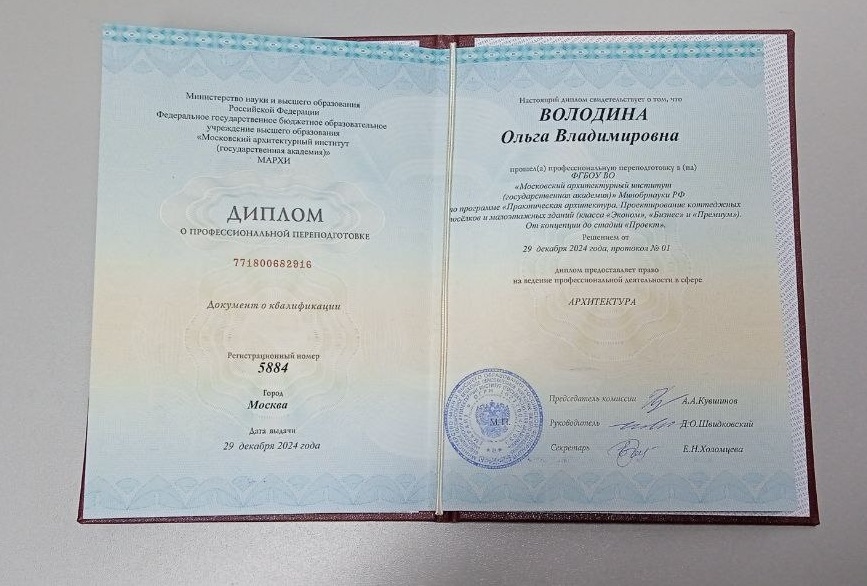 Министерство науки и высшего образования
Российской Федерации
Федеральное государственное бюджетное образовательное
учреждение высшего образования
«Московский архитектурный институт
(государственная академия)»
МАРХИ
ДИПЛОМ
О ПРОФЕССИОНАЛЬНОЙ ПЕРЕПОДГОТОВКЕ
771800682916
Документ о квалификации
Регистрационный номер
5884
Город
Москва
Дата выдачи
29 декабря 2024 года
Настоящий диплом свидетельствует о том, что
ВОЛОДИНА
Ольга Владимировна
прошел(а) профессиональную переподготовку в (на)
ФГБОУ ВО
«Московский архитектурный институт
(государственная академия)» Минобрнауки РФ
по программе «Практическая архитектура. Проектирование коттеджных
посёлков и малоэтажных зданий (класса «Эконом», «Бизнес» и «Премиум»).
От концепции до стадии «Проект».
Решением от
29 декабря 2024 года, протокол № 01
диплом предоставляет право
на ведение профессиональной деятельности в сфере
АРХИТЕКТУРА
М.П.
Председатель комиссии А.А.Кувшинов
Руководитель Д.О.Швидковский
Секретарь Е.Н.Холомцева